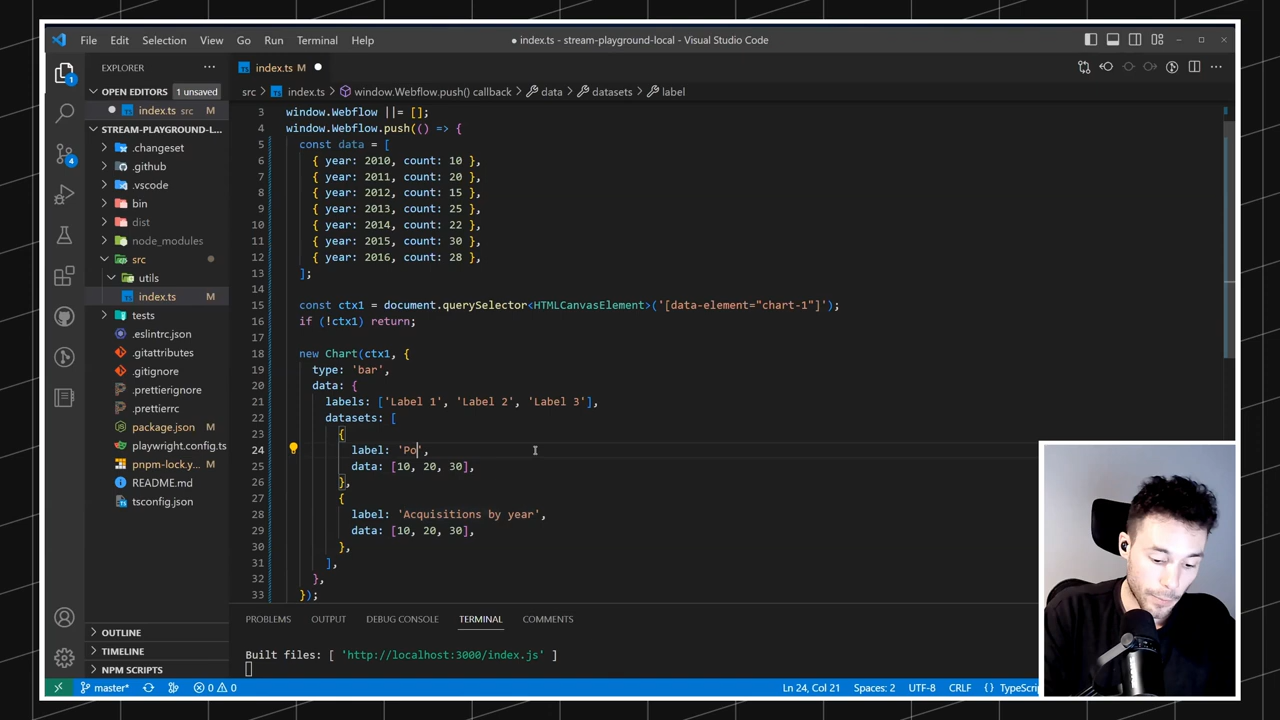 File Edit Selection View Go Run Terminal Help
● index.ts - stream-playground-local - Visual Studio Code
EXPLORER
index.ts M
OPEN EDITORS 1 unsaved
src > index.ts > window.Webflow.push() callback > data > datasets > label
index.ts src M
STREAM-PLAYGROUND-L...
.changeset
.github
.vscode
bin
dist
node_modules
src
utils
index.ts M
tests
.eslintrc.json
.gitattributes
.gitignore
.prettierignore
.prettierrc
package.json M
playwright.config.ts
pnpm-lock.y... M
README.md
tsconfig.json
OUTLINE
TIMELINE
NPM SCRIPTS
3 window.Webflow ||= [];
4 window.Webflow.push(() => {
5 const data = [
6 { year: 2010, count: 10 },
7 { year: 2011, count: 20 },
8 { year: 2012, count: 15 },
9 { year: 2013, count: 25 },
10 { year: 2014, count: 22 },
11 { year: 2015, count: 30 },
12 { year: 2016, count: 28 },
13 ];
14
15 const ctx1 = document.querySelector<HTMLCanvasElement>('[data-element="chart-1"]');
16 if (!ctx1) return;
17
18 new Chart(ctx1, {
19 type: 'bar',
20 data: {
21 labels: ['Label 1', 'Label 2', 'Label 3'],
22 datasets: [
23 {
24 label: 'Po',
25 data: [10, 20, 30],
26 },
27 {
28 label: 'Acquisitions by year',
29 data: [10, 20, 30],
30 },
31 ],
32 },
33 });
PROBLEMS OUTPUT DEBUG CONSOLE TERMINAL COMMENTS
Built files: [ 'http://localhost:3000/index.js' ]
1
4
master* 0 0 Ln 24, Col 21 Spaces: 2 UTF-8 CRLF {} TypeScri